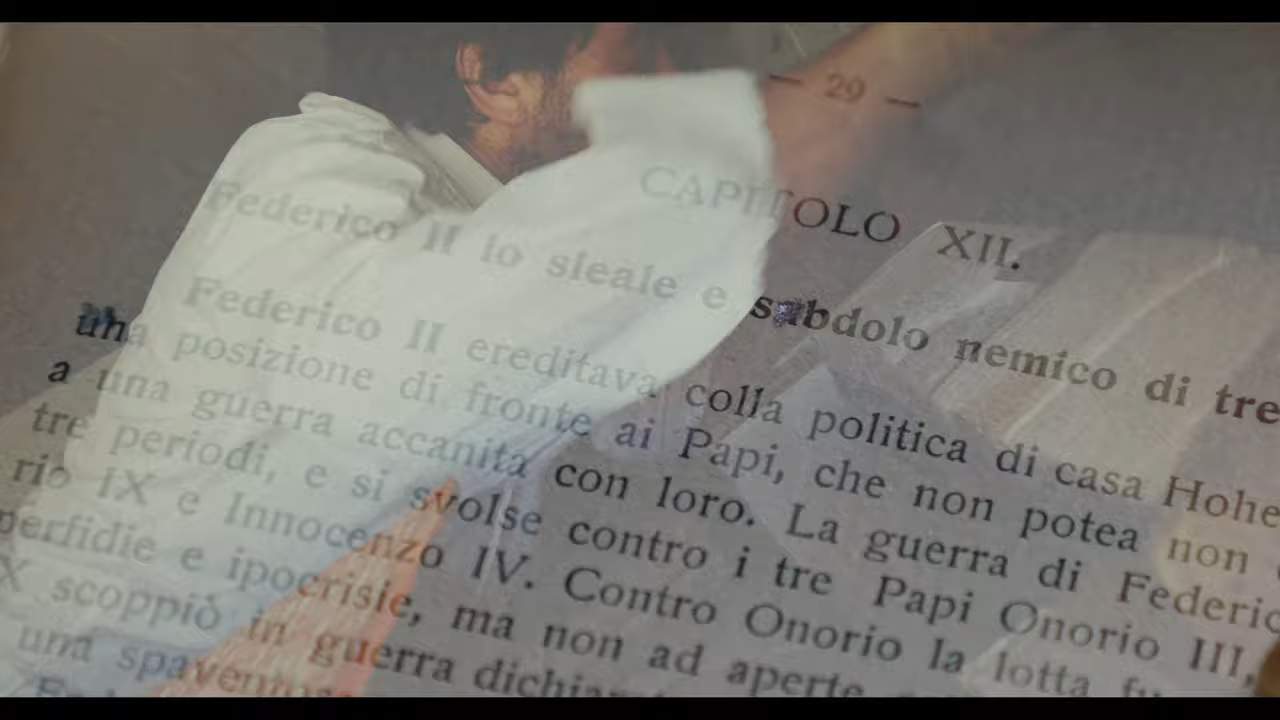 — 29 —
CAPITOLO XII.
Federico II lo sleale e subdolo nemico di tre
Federico II ereditava colla politica di casa Hohe
una posizione di fronte ai Papi, che non potea non
a una guerra accanita con loro. La guerra di Federic
tre periodi, e si svolse contro i tre Papi Onorio III,
rio IX e Innocenzo IV. Contro Onorio la lotta fu
perfidie e ipocrisie, ma non ad aperte
X scoppiò in guerra dichiar
una spaventos